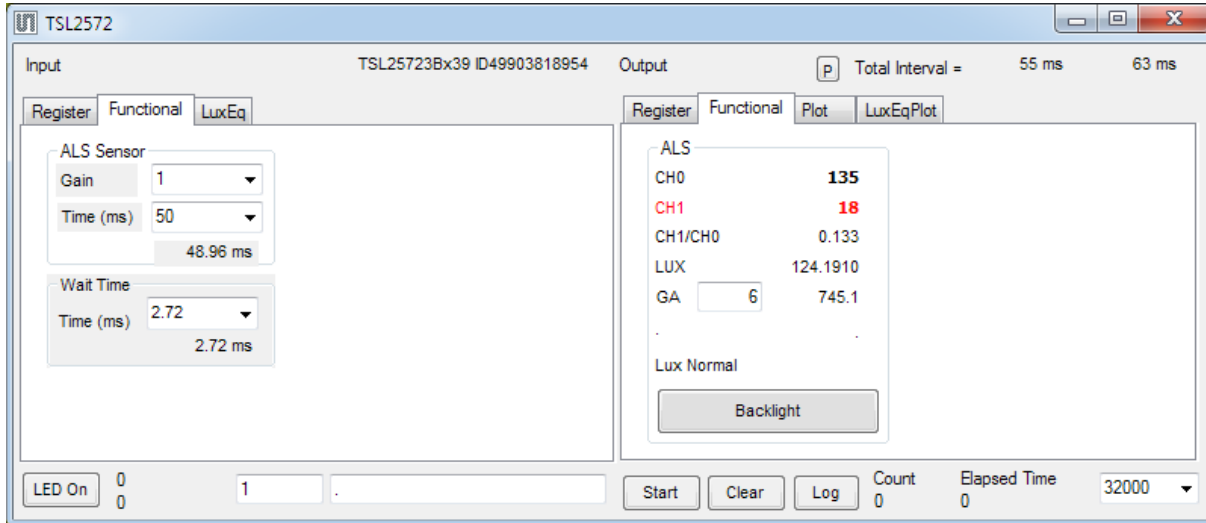 TSL2572
Input TSL25723Bx39 ID49903818954 Output P Total Interval = 55 ms 63 ms
Register Functional LuxEq
Register Functional Plot LuxEqPlot
ALS Sensor
Gain 1
Time (ms) 50
48.96 ms
Wait Time
Time (ms) 2.72
2.72 ms
ALS
CH0 135
CH1 18
CH1/CH0 0.133
LUX 124.1910
GA 6 745.1
. .
Lux Normal
Backlight
LED On 0
0
1 .
Start Clear Log
Count
0
Elapsed Time
0
32000